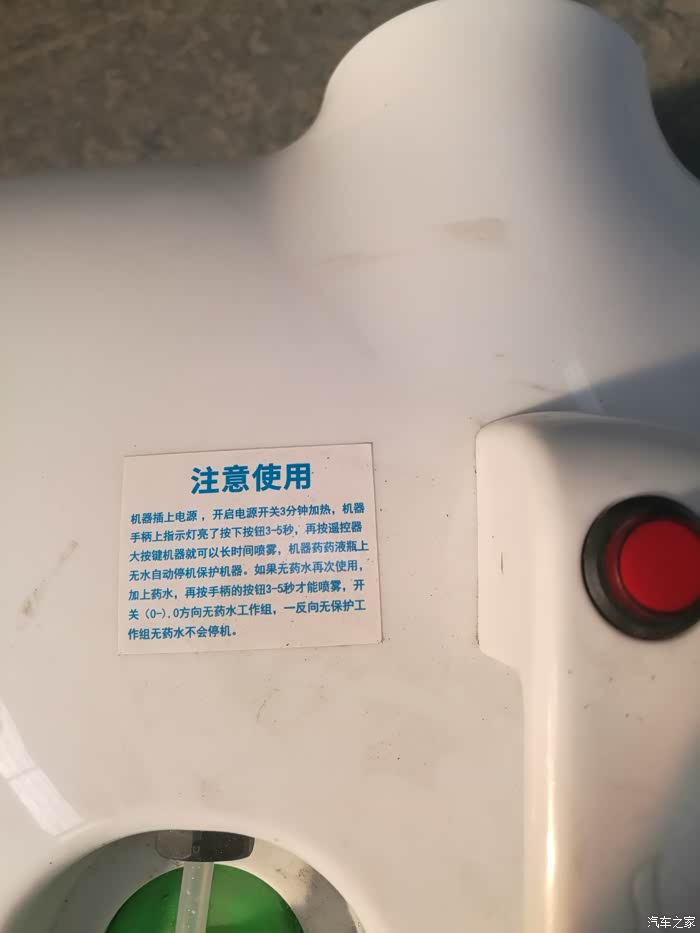 注意使用
机器插上电源，开启电源开关3分钟加热，机器
手柄上指示灯亮了按下按钮3-5秒，再按遥控器
大按键机器就可以长时间喷雾，机器药药液瓶上
无水自动停机保护机器。如果无药水再次使用，
加上药水，再按手柄的按钮3-5秒才能喷雾，开
关（0-).0方向无药水工作组，一反向无保护工
作组无药水不会停机。
汽车之家